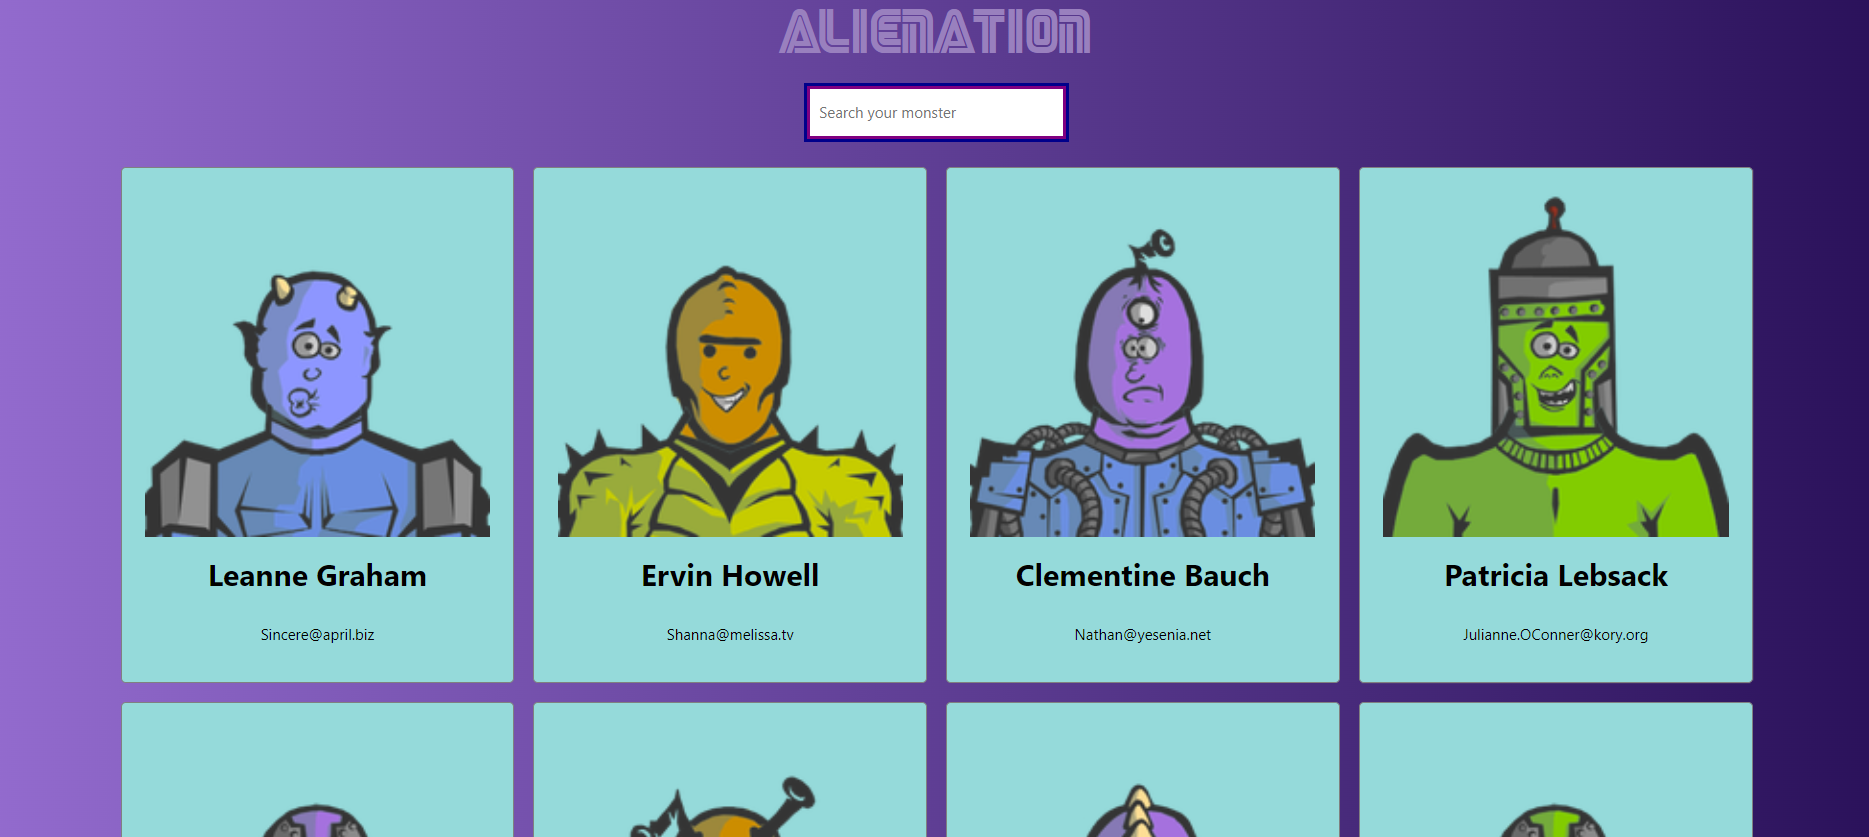 ALIENATION
Search your monster
Leanne Graham
Ervin Howell
Clementine Bauch
Patricia Lebsack
Sincere@april.biz
Shanna@melissa.tv
Nathan@yesenia.net
Julianne.OConner@kory.org